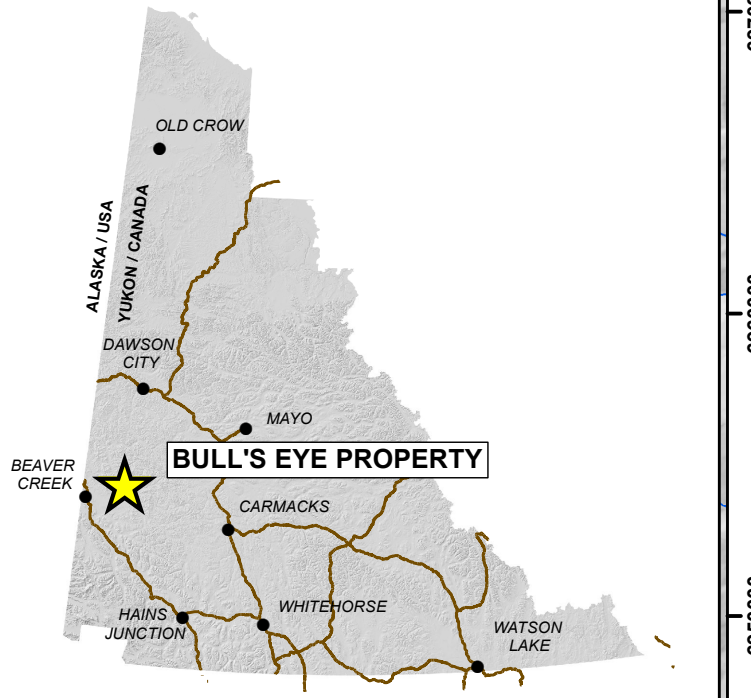 OLD CROW
ALASKA / USA
YUKON / CANADA
DAWSON
CITY
MAYO
BULL'S EYE PROPERTY
BEAVER
CREEK
CARMACKS
HAINS
JUNCTION
WHITEHORSE
WATSON
LAKE